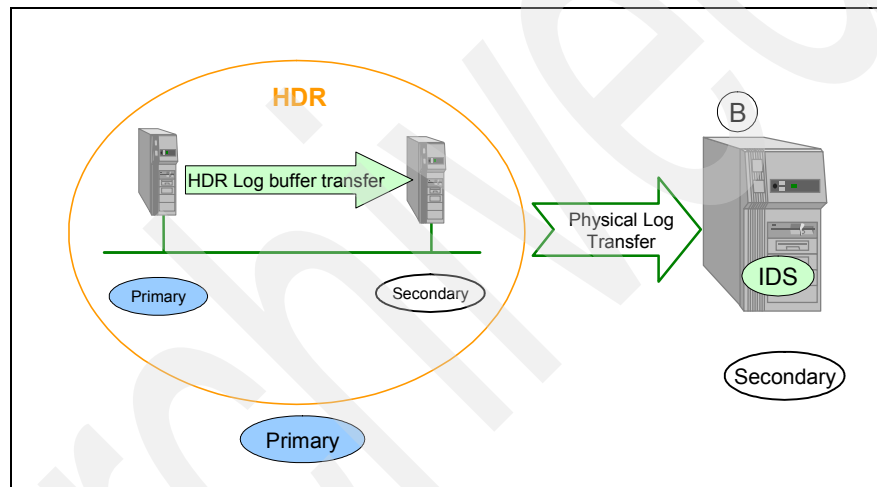 HDR
B
HDR Log buffer transfer
Physical Log
Transfer
IDS
Primary
Secondary
Secondary
Primary